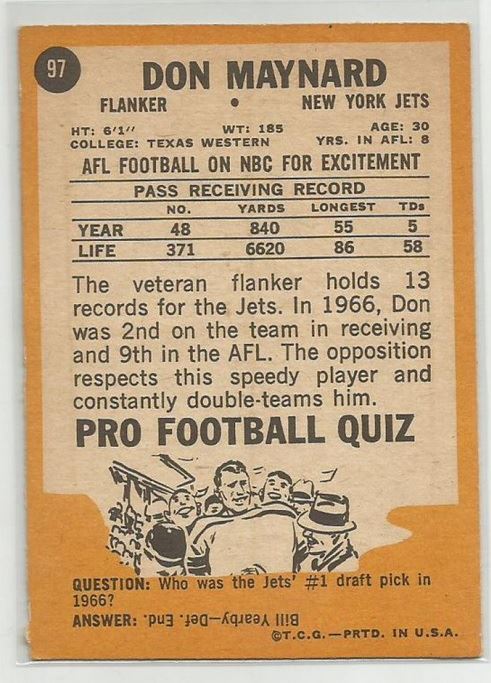 97
DON MAYNARD
FLANKER • NEW YORK JETS
HT: 6'1" WT: 185 AGE: 30
COLLEGE: TEXAS WESTERN YRS. IN AFL: 8
AFL FOOTBALL ON NBC FOR EXCITEMENT
PASS RECEIVING RECORD
NO. YARDS LONGEST TDs
YEAR 48 840 55 5
LIFE 371 6620 86 58
The veteran flanker holds 13
records for the Jets. In 1966, Don
was 2nd on the team in receiving
and 9th in the AFL. The opposition
respects this speedy player and
constantly double-teams him.
PRO FOOTBALL QUIZ
QUESTION: Who was the Jets' #1 draft pick in
1966?
ANSWER: Bill Yearby-Def. End.
©T.C.G.—PRTD. IN U.S.A.